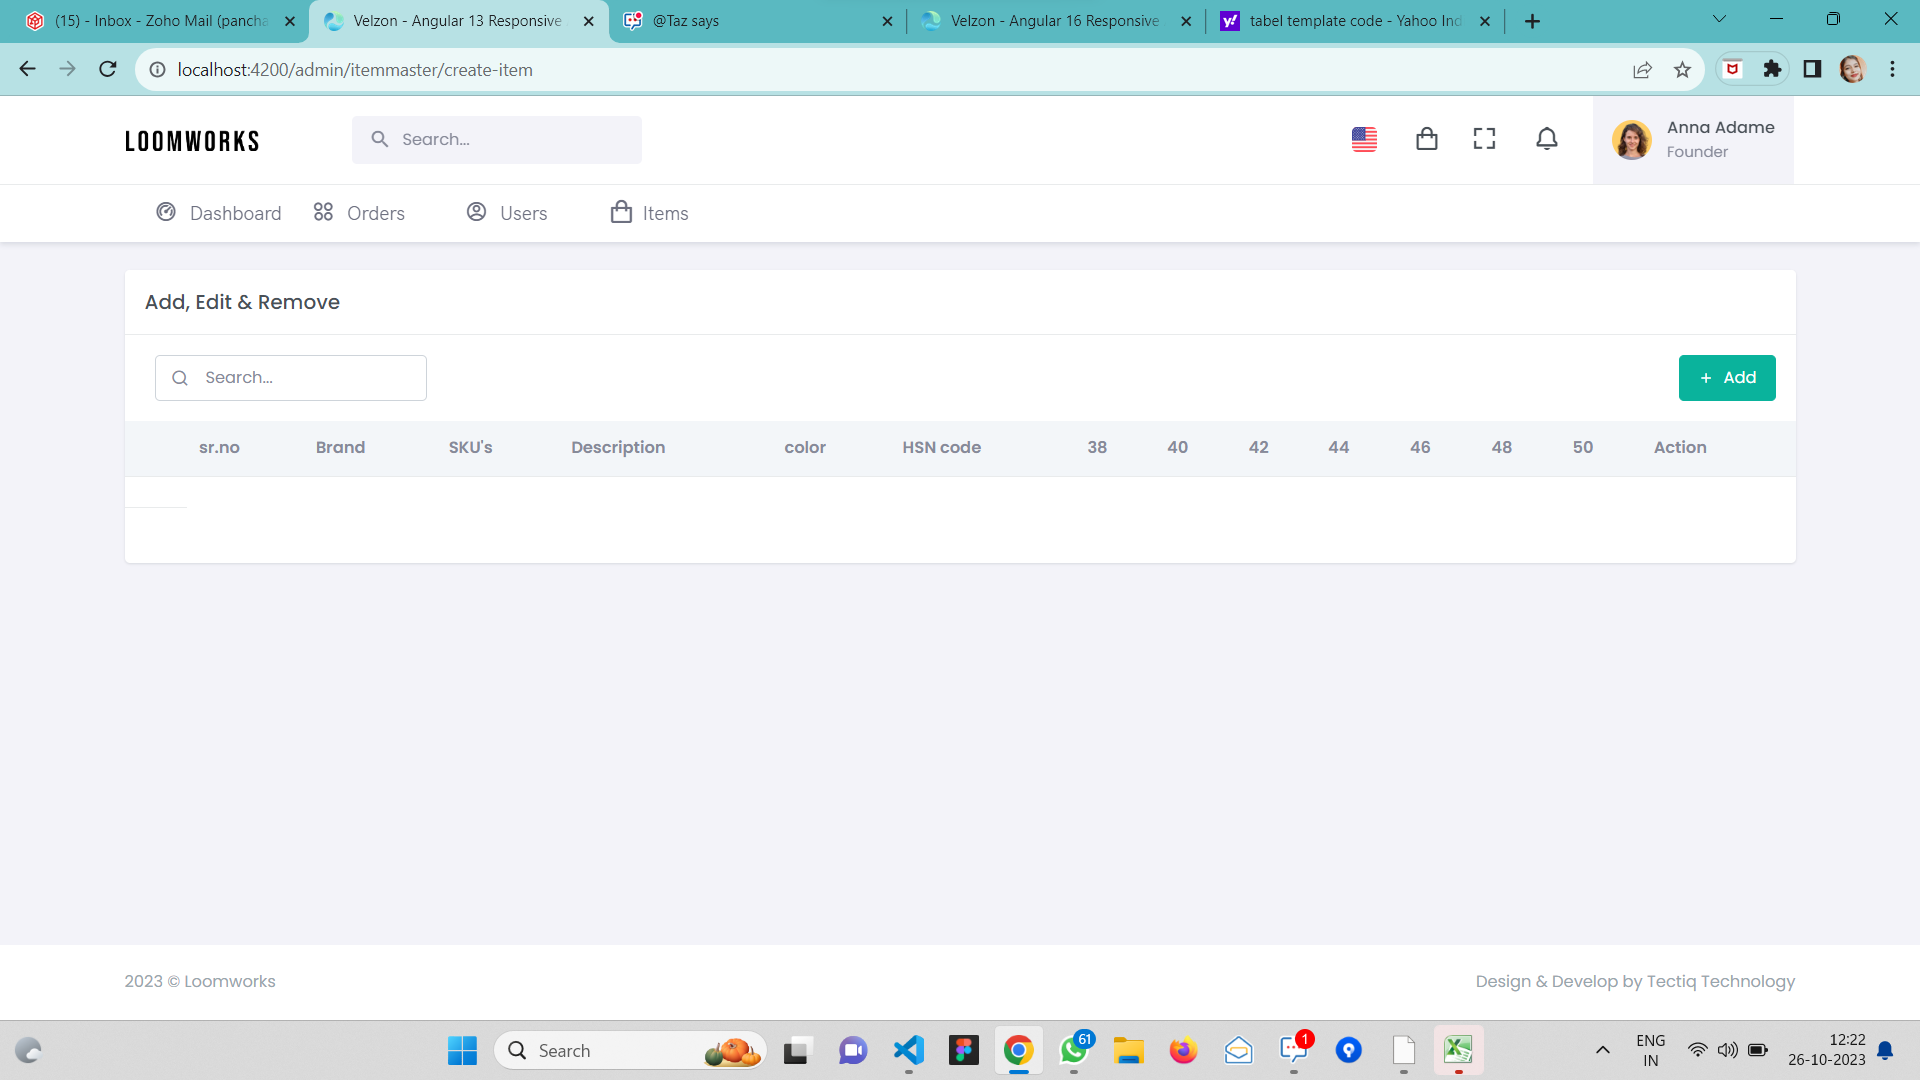 (15) - Inbox - Zoho Mail (pancha
Velzon - Angular 13 Responsive
@Taz says
Velzon - Angular 16 Responsive
tabel template code - Yahoo Ind
localhost:4200/admin/itemmaster/create-item
LOOMWORKS
Search...
Anna Adame
Founder
Dashboard
Orders
Users
Items
Add, Edit & Remove
Search...
+ Add
sr.no Brand SKU's Description color HSN code 38 40 42 44 46 48 50 Action
2023 © Loomworks
Design & Develop by Tectiq Technology
Search
61
1
ENG
IN
12:22
26-10-2023